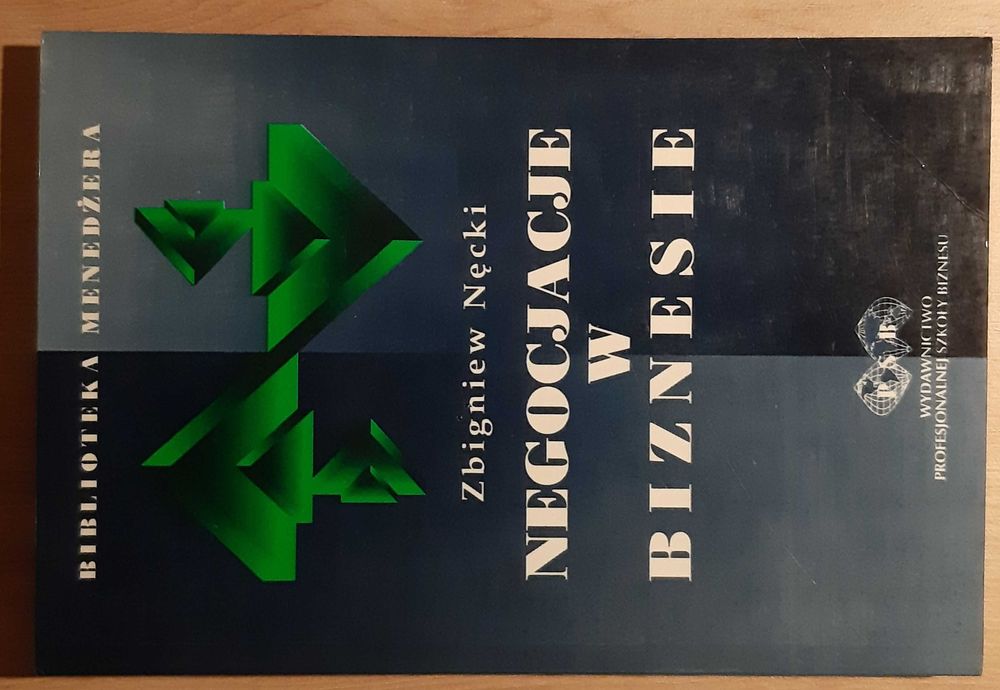 BIBLIOTEKA MENEDŻERA
Zbigniew Nęcki
NEGOCJACJE
W
BIZNESIE
P S B
WYDAWNICTWO
PROFESJONALNEJ SZKOŁY BIZNESU